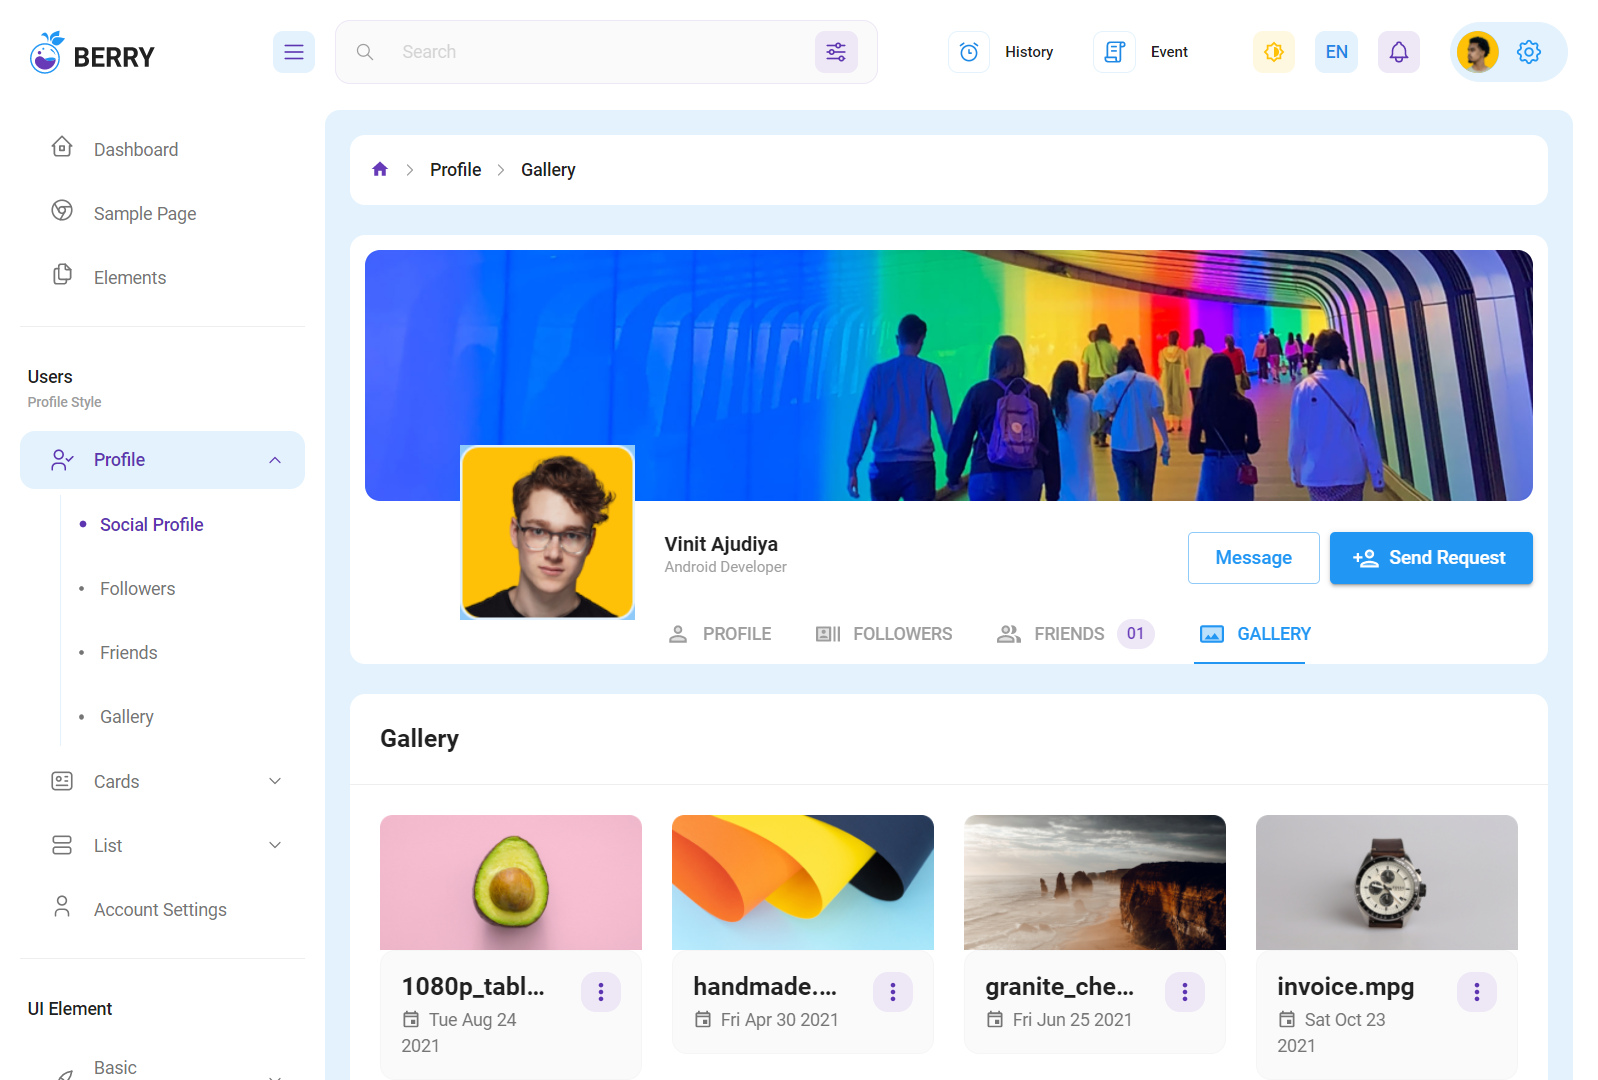 BERRY
Search
History
Event
EN
Dashboard
Sample Page
Elements
Users
Profile Style
Profile
Social Profile
Followers
Friends
Gallery
Cards
List
Account Settings
UI Element
Basic
Profile
Gallery
Vinit Ajudiya
Android Developer
Message
Send Request
PROFILE
FOLLOWERS
FRIENDS 01
GALLERY
Gallery
1080p_tabl...
Tue Aug 24
2021
handmade....
Fri Apr 30 2021
granite_che...
Fri Jun 25 2021
invoice.mpg
Sat Oct 23
2021